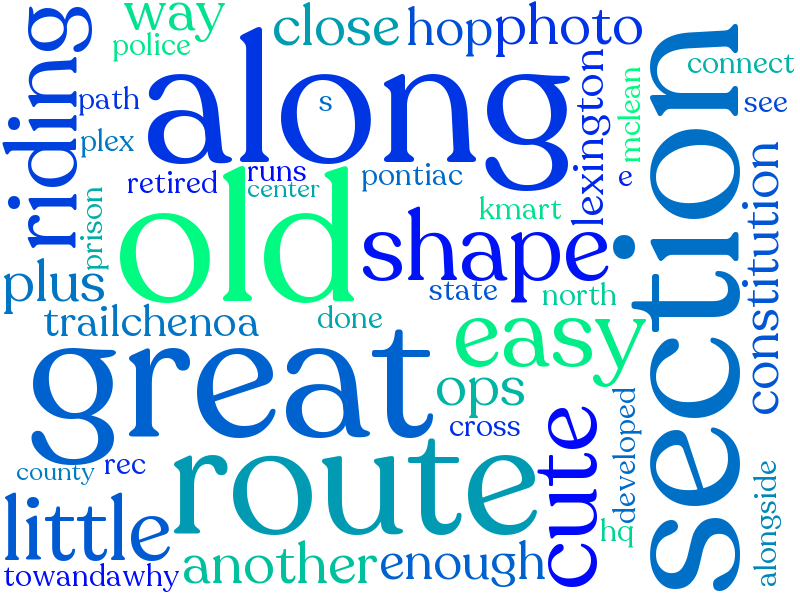 way
police
close
hop
photo
riding
along
section
connect
path
s
lexington
mclean
see
plex
retired
runs
center
pontiac
e
kmart
prison
old
shape
constitution
plus
state
north
trailchenoa
done
easy
great
ops
cross
cute
developed
county
rec
route
little
another
enough
hq
alongside
towandawhy